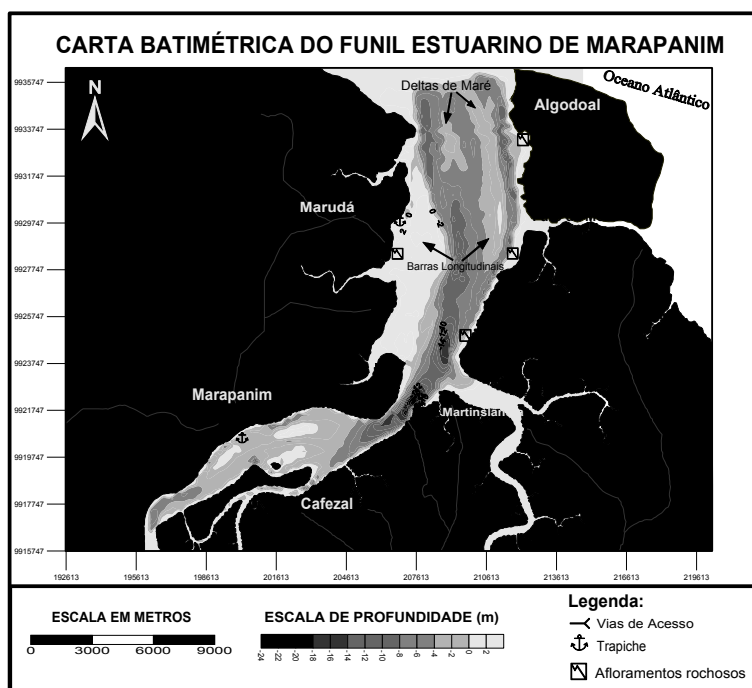 CARTA BATIMÉTRICA DO FUNIL ESTUARINO DE MARAPANIM
N
Deltas de Maré
Oceano Atlântico
Algodoal
Marudá
Barras Longitudinais
Marapanim
Cafezal
9935747
9933747
9931747
9929747
9927747
9925747
9923747
9921747
9919747
9917747
9915747
192613 195613 198613 201613 204613 207613 210613 213613 216613 219613
ESCALA EM METROS
0 3000 6000 9000
ESCALA DE PROFUNDIDADE (m)
-24 -20 -18 -16 -14 -12 -10 -8 -6 -4 -2 0 2
Legenda:
Vias de Acesso
Trapiche
Afloramentos rochosos